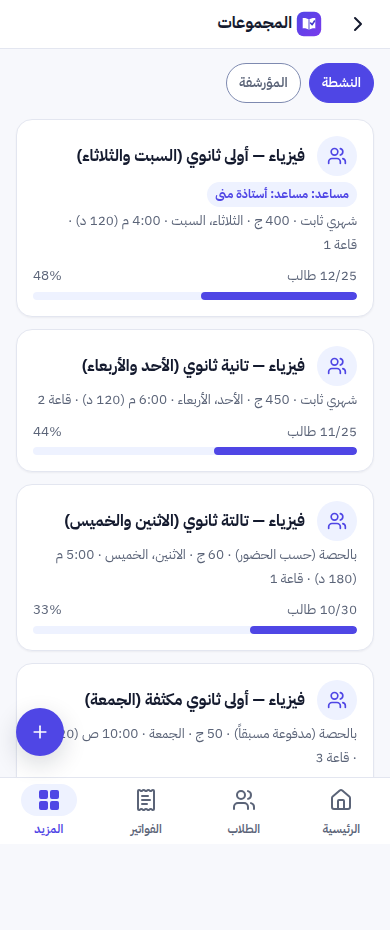 المجموعات
النشطة
المؤرشفة
فيزياء — أولى ثانوي (السبت والثلاثاء)
مساعد: مساعد: أستاذة منى
شهري ثابت · 400 ج · الثلاثاء، السبت · 4:00 م (120 د) ·
قاعة 1
12/25 طالب
48%
فيزياء — تانية ثانوي (الأحد والأربعاء)
شهري ثابت · 450 ج · الأحد، الأربعاء · 6:00 م (120 د) · قاعة 2
11/25 طالب
44%
فيزياء — تالتة ثانوي (الاثنين والخميس)
بالحصة (حسب الحضور) · 60 ج · الاثنين، الخميس · 5:00 م
(180 د) · قاعة 1
10/30 طالب
33%
فيزياء — أولى ثانوي مكثفة (الجمعة)
بالحصة (مدفوعة مسبقاً) · 50 ج · الجمعة · 10:00 ص
· قاعة 3
الرئيسية
الطلاب
الفواتير
المزيد